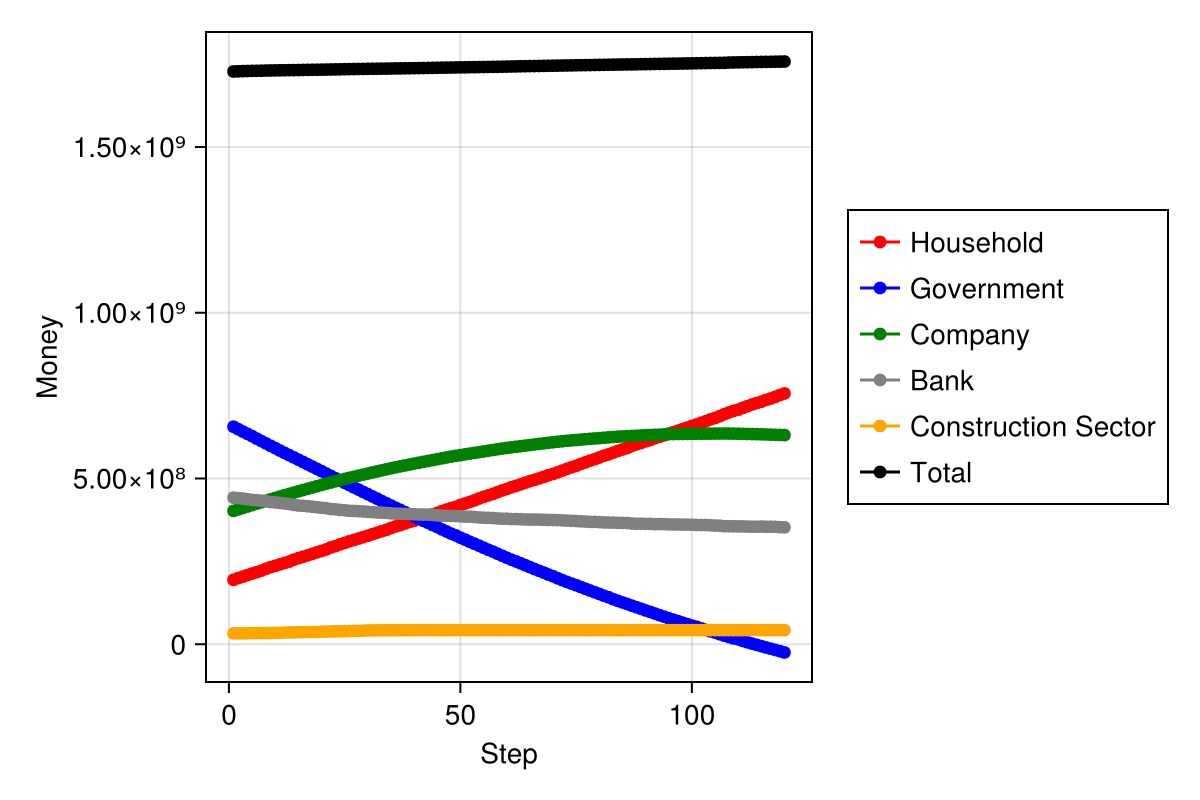 Money
1.50×10⁹
1.00×10⁹
5.00×10⁸
0
0 50 100
Step
Household
Government
Company
Bank
Construction Sector
Total